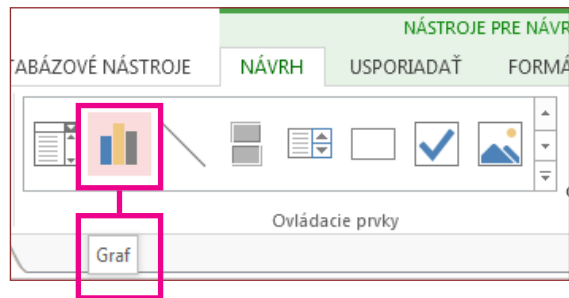 NÁSTROJE PRE NÁVR
TABÁZOVÉ NÁSTROJE NÁVRH USPORIADAŤ FORMÁ
Ovládacie prvky
Graf